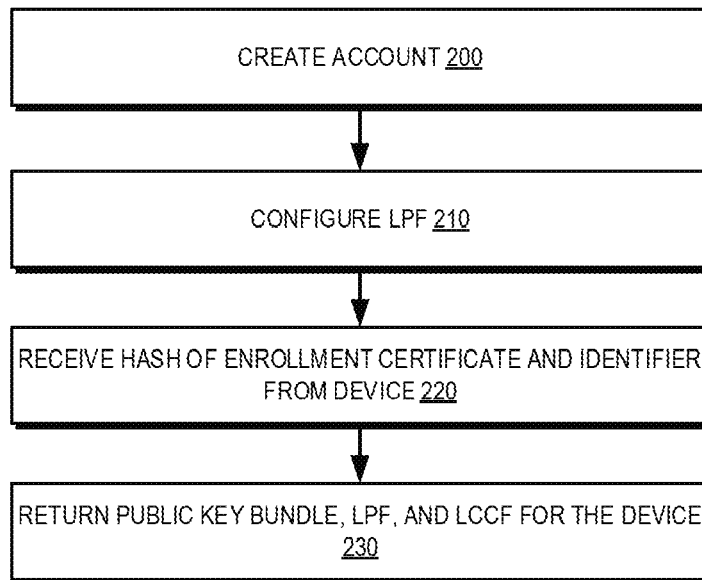 CREATE ACCOUNT 200
CONFIGURE LPF 210
RECEIVE HASH OF ENROLLMENT CERTIFICATE AND IDENTIFIER
FROM DEVICE 220
RETURN PUBLIC KEY BUNDLE, LPF, AND LCCF FOR THE DEVICE
230